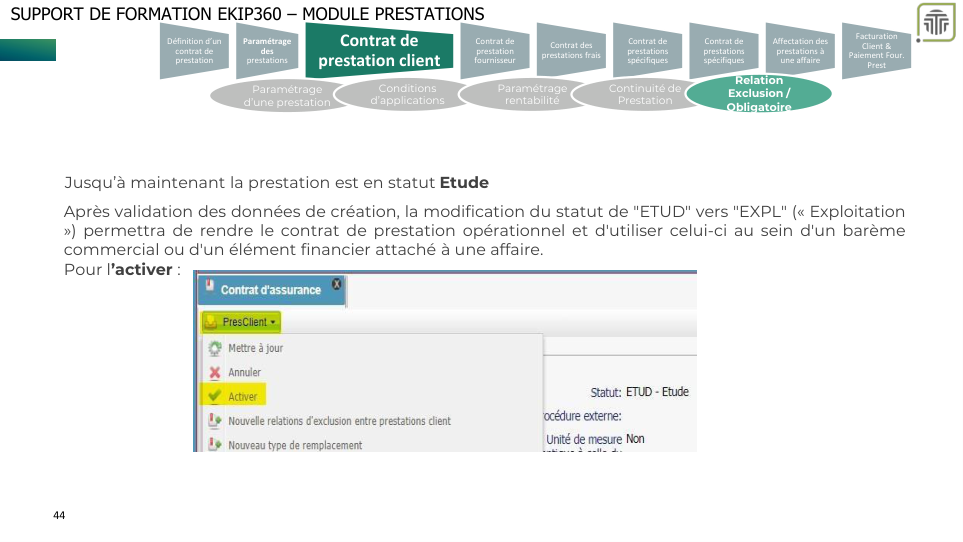 SUPPORT DE FORMATION EKIP360 – MODULE PRESTATIONS
Définition d'un
contrat de
prestation
Paramétrage
des
prestations
Contrat de
prestation client
Contrat de
prestation
fournisseur
Contrat des
prestations frais
Contrat de
prestations
spécifiques
Contrat de
prestations
spécifiques
Affectation des
prestations à
une affaire
Facturation
Client &
Paiement Four.
Prest
Paramétrage
d'une prestation
Conditions
d'applications
Paramétrage
rentabilité
Continuité de
Prestation
Relation
Exclusion /
Obligatoire
Jusqu'à maintenant la prestation est en statut Etude
Après validation des données de création, la modification du statut de "ETUD" vers "EXPL" (« Exploitation
») permettra de rendre le contrat de prestation opérationnel et d'utiliser celui-ci au sein d'un barème
commercial ou d'un élément financier attaché à une affaire.
Pour l'activer :
Contrat d'assurance
PresClient
Mettre à jour
Annuler
Activer
Nouvelle relations d'exclusion entre prestations client
Nouveau type de remplacement
Statut: ETUD - Etude
océdure externe:
Unité de mesure Non
44